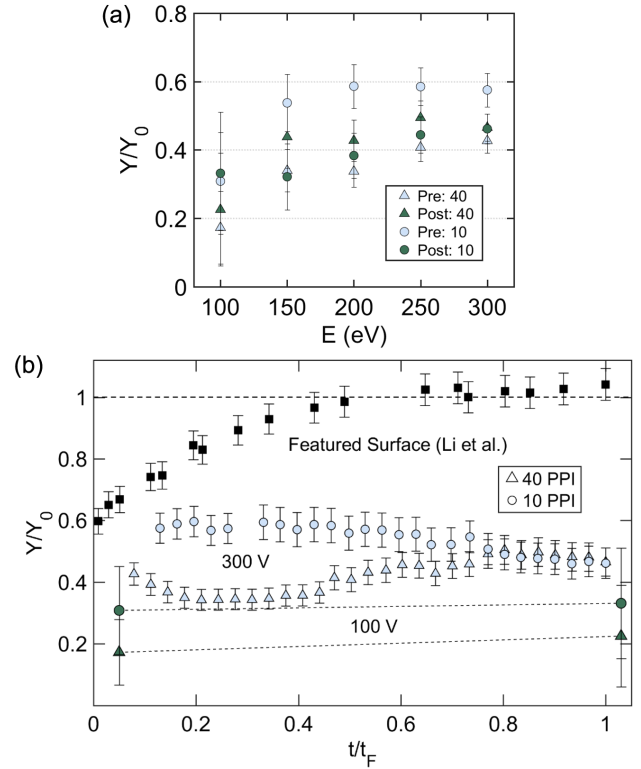 (a)
0.8
0.6
0.4
0.2
0
Y/Y0
Pre: 40
Post: 40
Pre: 10
Post: 10
100 150 200 250 300
E (eV)
(b)
1
0.8
0.6
0.4
0.2
Y/Y0
Featured Surface (Li et al.)
40 PPI
10 PPI
300 V
100 V
0 0.2 0.4 0.6 0.8 1
t/tF